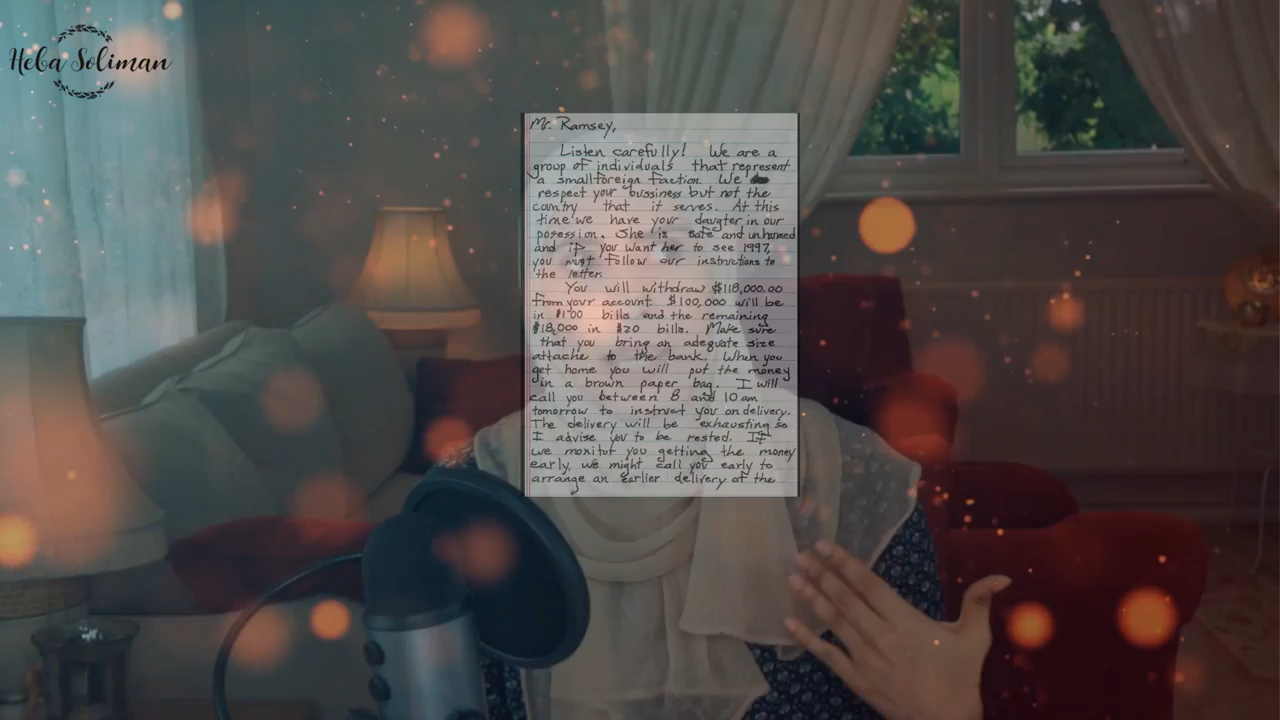 Heba Soliman
Mr. Ramsey,
Listen carefully! We are a
group of individuals that represent
a small foreign faction. We
respect your bussiness but not the
country that it serves. At this
time we have your daugter in our
posession. She is safe and unharmed
and if you want her to see 1997,
you must follow our instructions to
the letter.
You will withdraw $118,000.00
from your account. $100,000 will be
in $100 bills and the remaining
$18,000 in $20 bills. Make sure
that you bring an adequate size
attache to the bank. When you
get home you will put the money
in a brown paper bag. I will
call you between 8 and 10 am
tomorrow to instruct you on delivery.
The delivery will be exhausting so
I advise you to be rested. If
we monitor you getting the money
early, we might call you early to
arrange an earlier delivery of the